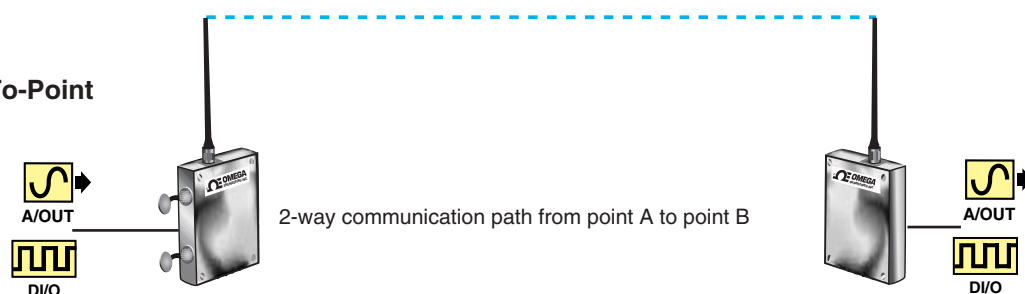 To-Point
A/OUT
DI/O
OMEGA
2-way communication path from point A to point B
OMEGA
A/OUT
DI/O